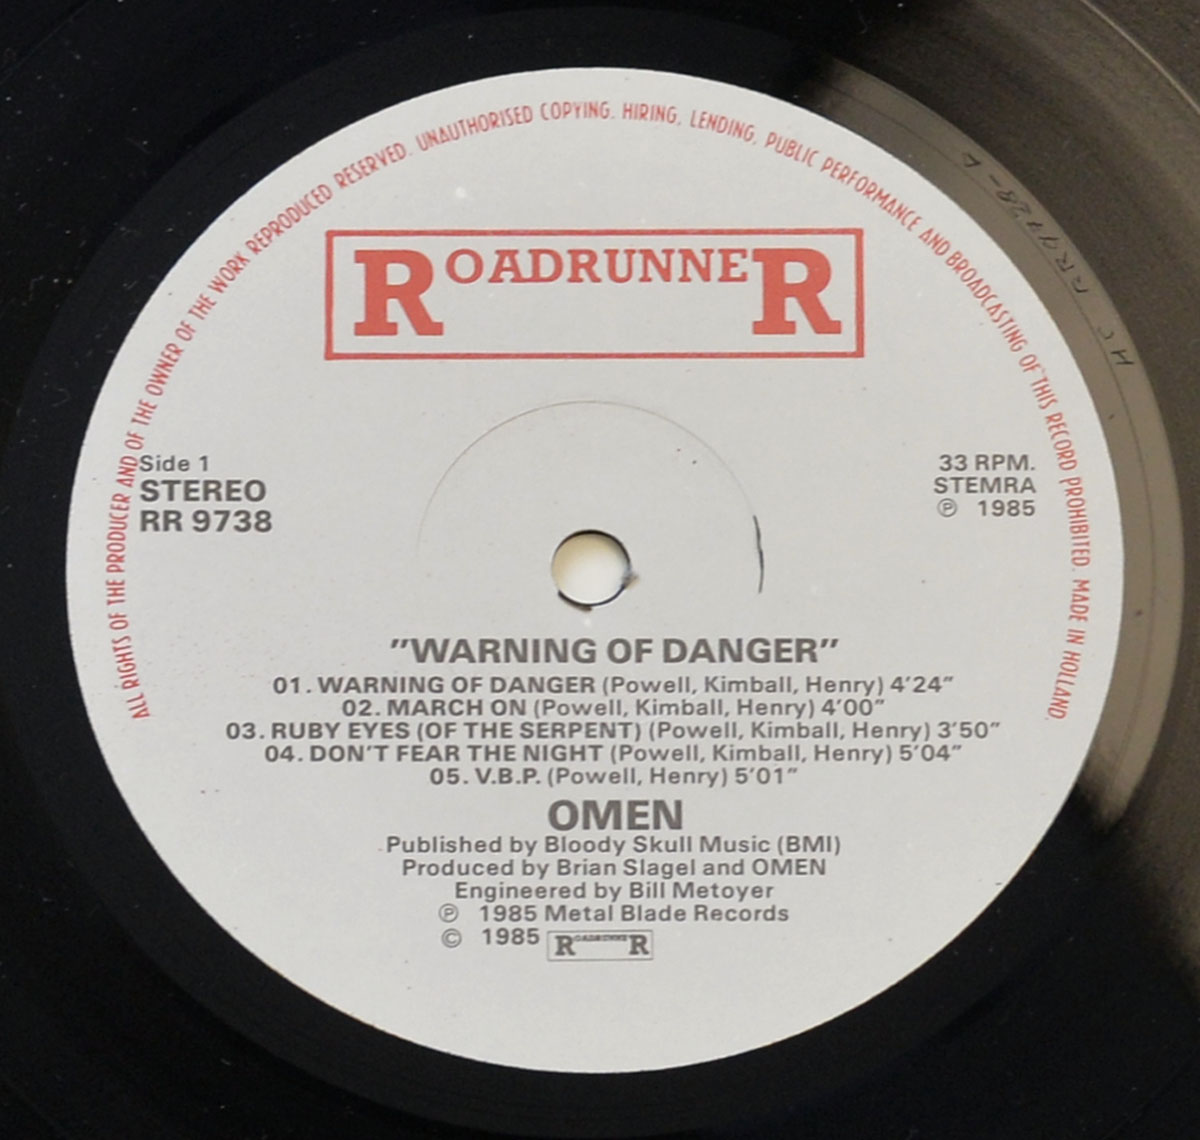 ALL RIGHTS OF THE PRODUCER AND OF THE OWNER OF THE WORK REPRODUCED RESERVED. UNAUTHORISED COPYING. HIRING, LENDING, PUBLIC PERFORMANCE AND BROADCASTING OF THIS RECORD PROHIBITED. MADE IN HOLLAND.
ROADRUNNER
Side 1
STEREO
RR 9738
33 RPM.
STEMRA
℗ 1985
"WARNING OF DANGER"
01. WARNING OF DANGER (Powell, Kimball, Henry) 4'24"
02. MARCH ON (Powell, Kimball, Henry) 4'00"
03. RUBY EYES (OF THE SERPENT) (Powell, Kimball, Henry) 3'50"
04. DON'T FEAR THE NIGHT (Powell, Kimball, Henry) 5'04"
05. V.B.P. (Powell, Henry) 5'01"
OMEN
Published by Bloody Skull Music (BMI)
Produced by Brian Slagel and OMEN
Engineered by Bill Metoyer
℗ 1985 Metal Blade Records
© 1985 ROADRUNNER